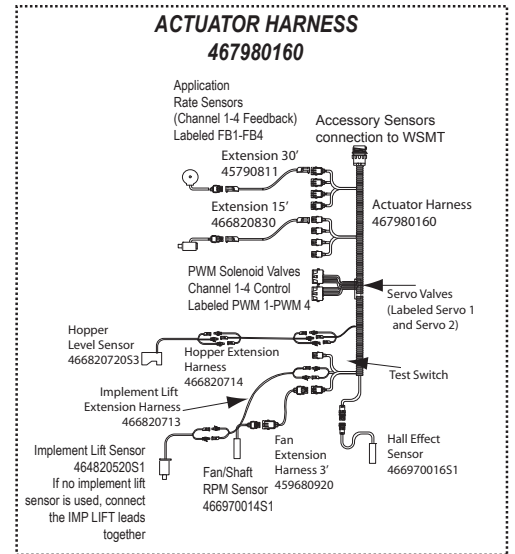 ACTUATOR HARNESS
467980160
Application
Rate Sensors
(Channel 1-4 Feedback)
Labeled FB1-FB4
Accessory Sensors
connection to WSMT
Extension 30'
45790811
Extension 15'
466820830
Actuator Harness
467980160
PWM Solenoid Valves
Channel 1-4 Control
Labeled PWM 1-PWM 4
Servo Valves
(Labeled Servo 1
and Servo 2)
Hopper
Level Sensor
466820720S3
Hopper Extension
Harness
466820714
Test Switch
Implement Lift
Extension Harness
466820713
Implement Lift Sensor
464820520S1
If no implement lift
sensor is used, connect
the IMP LIFT leads
together
Fan/Shaft
RPM Sensor
466970014S1
Fan
Extension
Harness 3'
459680920
Hall Effect
Sensor
466970016S1